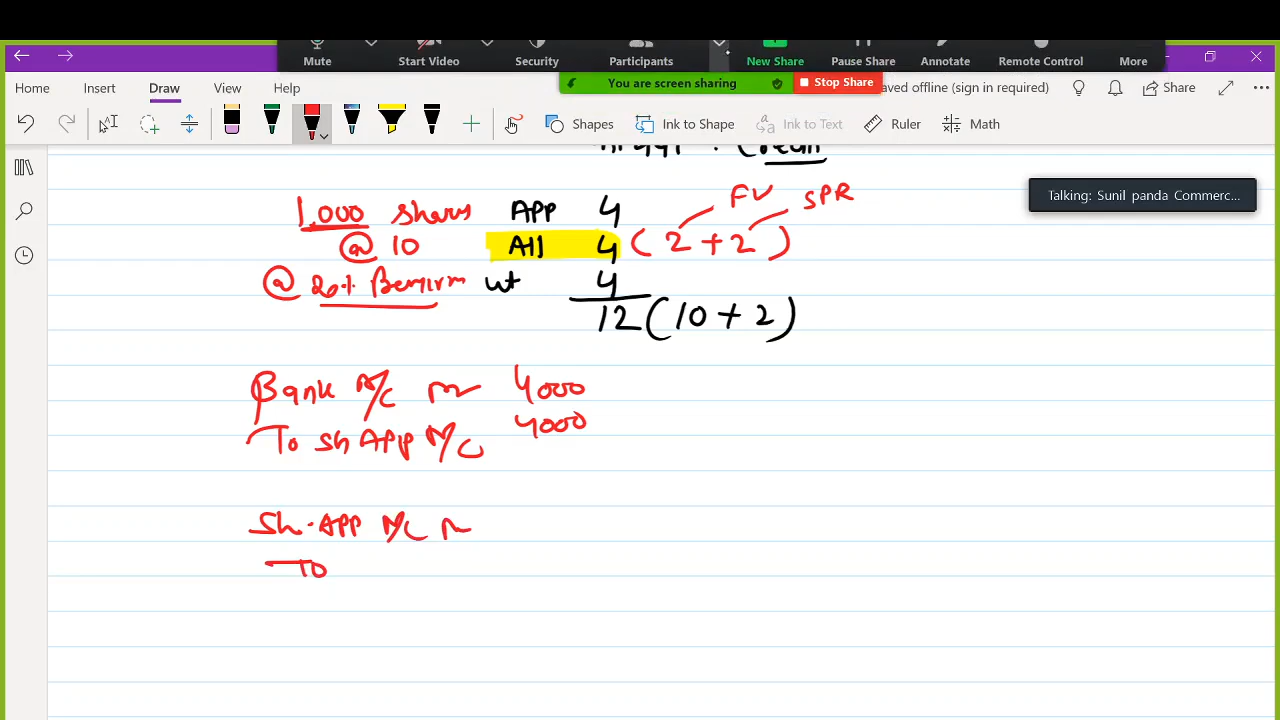 Mute Start Video Security Participants New Share Pause Share Annotate Remote Control More
You are screen sharing Stop Share
Home Insert Draw View Help
aved offline (sign in required) Share
Shapes Ink to Shape Ink to Text Ruler Math
Talking: Sunil panda Commerc...
FV SPR
1,000 shares APP 4
@ 10 All 4 (2+2)
@ 20% Premium 4
12 (10+2)
Bank A/C Dr 4000
To Sh APP A/C 4000
Sh. APP A/C Dr
To